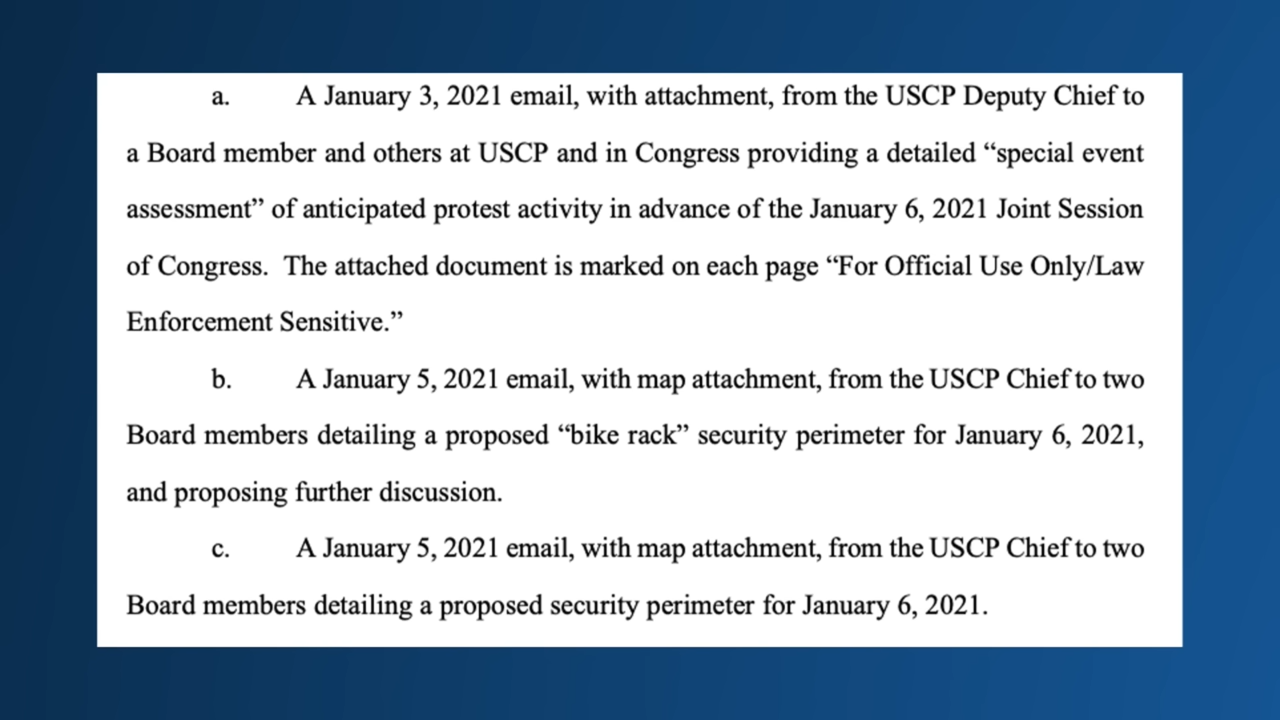 a. A January 3, 2021 email, with attachment, from the USCP Deputy Chief to
a Board member and others at USCP and in Congress providing a detailed “special event
assessment” of anticipated protest activity in advance of the January 6, 2021 Joint Session
of Congress. The attached document is marked on each page “For Official Use Only/Law
Enforcement Sensitive.”
b. A January 5, 2021 email, with map attachment, from the USCP Chief to two
Board members detailing a proposed “bike rack” security perimeter for January 6, 2021,
and proposing further discussion.
c. A January 5, 2021 email, with map attachment, from the USCP Chief to two
Board members detailing a proposed security perimeter for January 6, 2021.